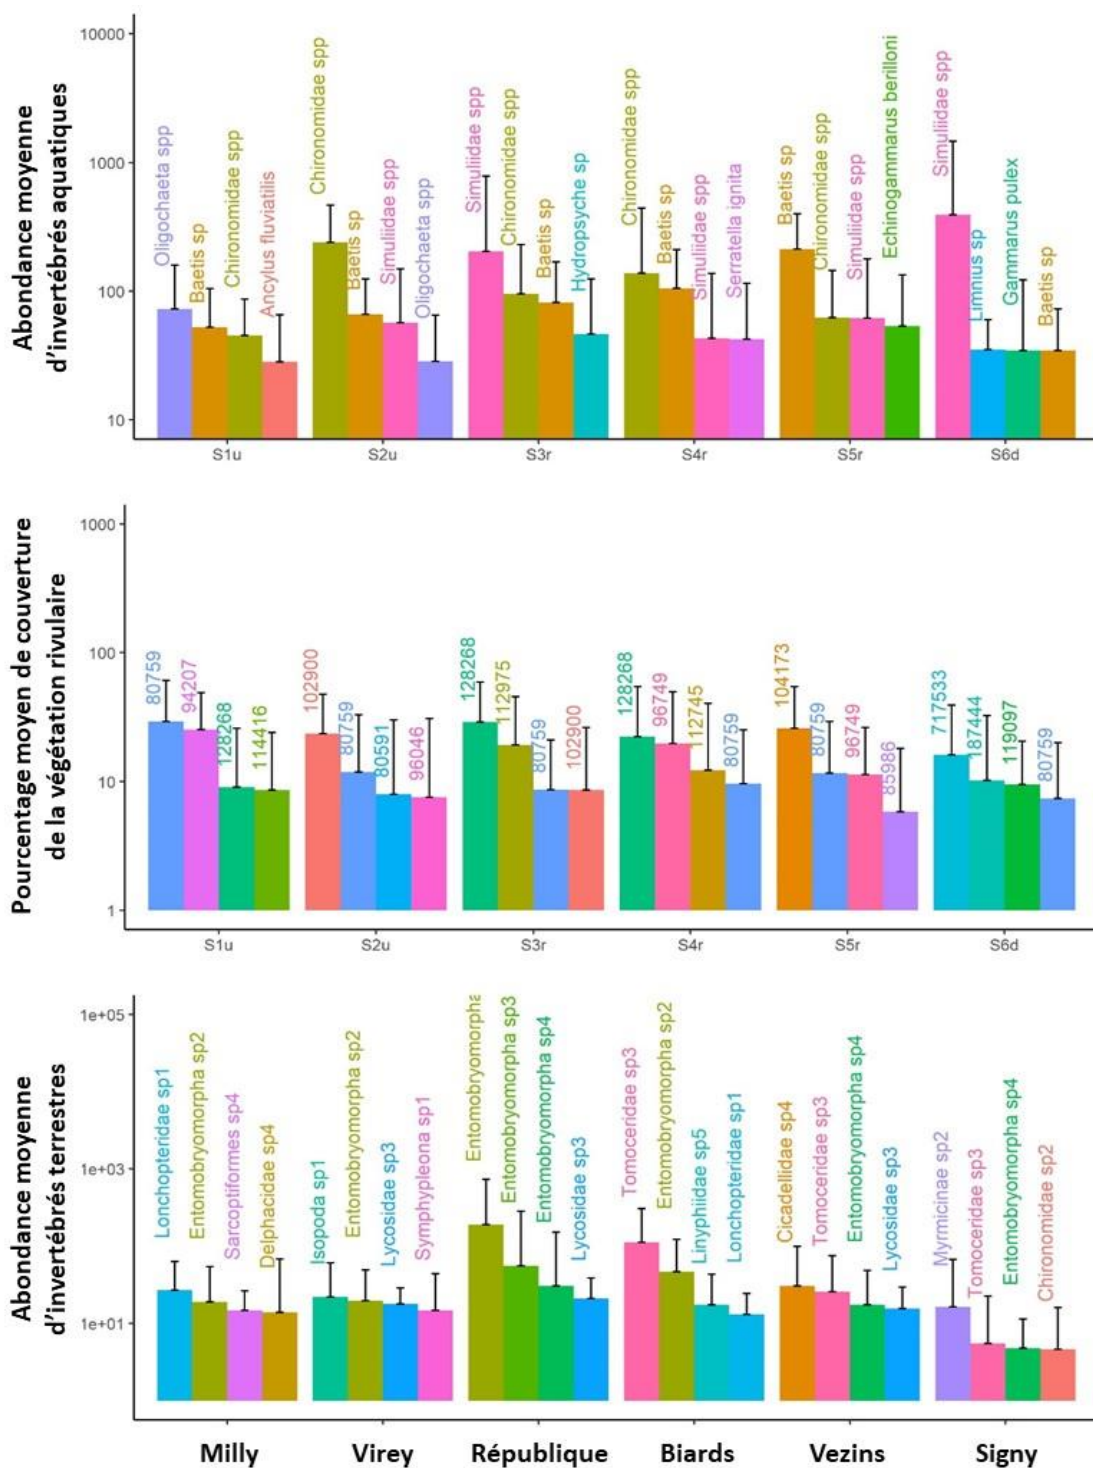 Abondance moyenne
d'invertébrés aquatiques
10000
1000
100
10
Oligochaeta spp
Baetis sp
Chironomidae spp
Ancylus fluviatilis
Chironomidae spp
Baetis sp
Simuliidae spp
Oligochaeta spp
Simuliidae spp
Chironomidae spp
Baetis sp
Hydropsyche sp
Chironomidae spp
Baetis sp
Simuliidae spp
Serratella ignita
Baetis sp
Chironomidae spp
Simuliidae spp
Echinogammarus berilloni
Simuliidae spp
Limnius sp
Gammarus pulex
Baetis sp
S1u S2u S3r S4r S5r S6d
Pourcentage moyen de couverture
de la végétation rivulaire
1000
100
10
1
80759
94207
128268
114416
102900
80759
80591
96046
128268
112975
80759
102900
128268
96749
112745
80759
104173
80759
96749
85986
717533
187444
119097
80759
S1u S2u S3r S4r S5r S6d
Abondance moyenne
d'invertébrés terrestres
1e+05
1e+03
1e+01
Lonchopteridae sp1
Entomobryomorpha sp2
Sarcoptiformes sp4
Delphacidae sp4
Isopoda sp1
Entomobryomorpha sp2
Lycosidae sp3
Symphypleona sp1
Entomobryomorpha
Entomobryomorpha sp3
Entomobryomorpha sp4
Lycosidae sp3
Tomoceridae sp3
Entomobryomorpha sp2
Linyphiidae sp5
Lonchopteridae sp1
Cicadellidae sp4
Tomoceridae sp3
Entomobryomorpha sp4
Lycosidae sp3
Myrmicinae sp2
Tomoceridae sp3
Entomobryomorpha sp4
Chironomidae sp2
Milly Virey République Biards Vezins Signy